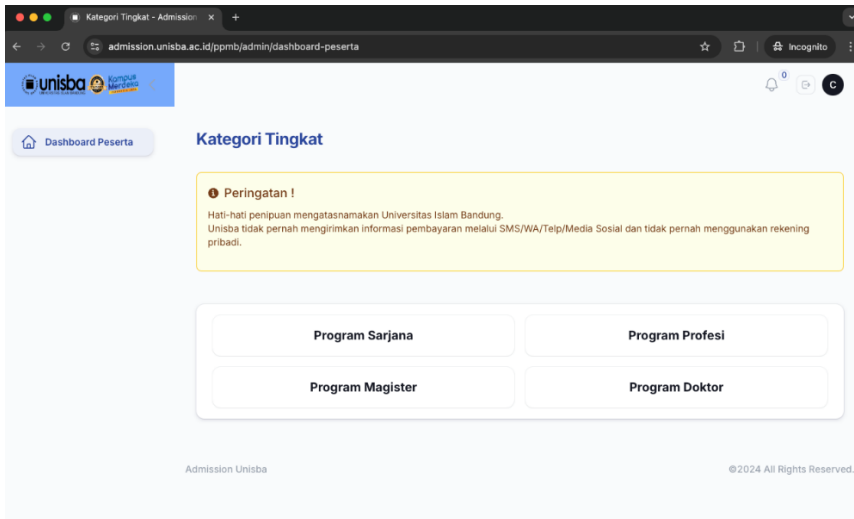 Kategori Tingkat - Admission
admission.unisba.ac.id/ppmb/admin/dashboard-peserta
Incognito
unisba
Kampus
Merdeka
0
C
Dashboard Peserta
Kategori Tingkat
Peringatan !
Hati-hati penipuan mengatasnamakan Universitas Islam Bandung.
Unisba tidak pernah mengirimkan informasi pembayaran melalui SMS/WA/Telp/Media Sosial dan tidak pernah menggunakan rekening
pribadi.
Program Sarjana
Program Profesi
Program Magister
Program Doktor
Admission Unisba
©2024 All Rights Reserved.